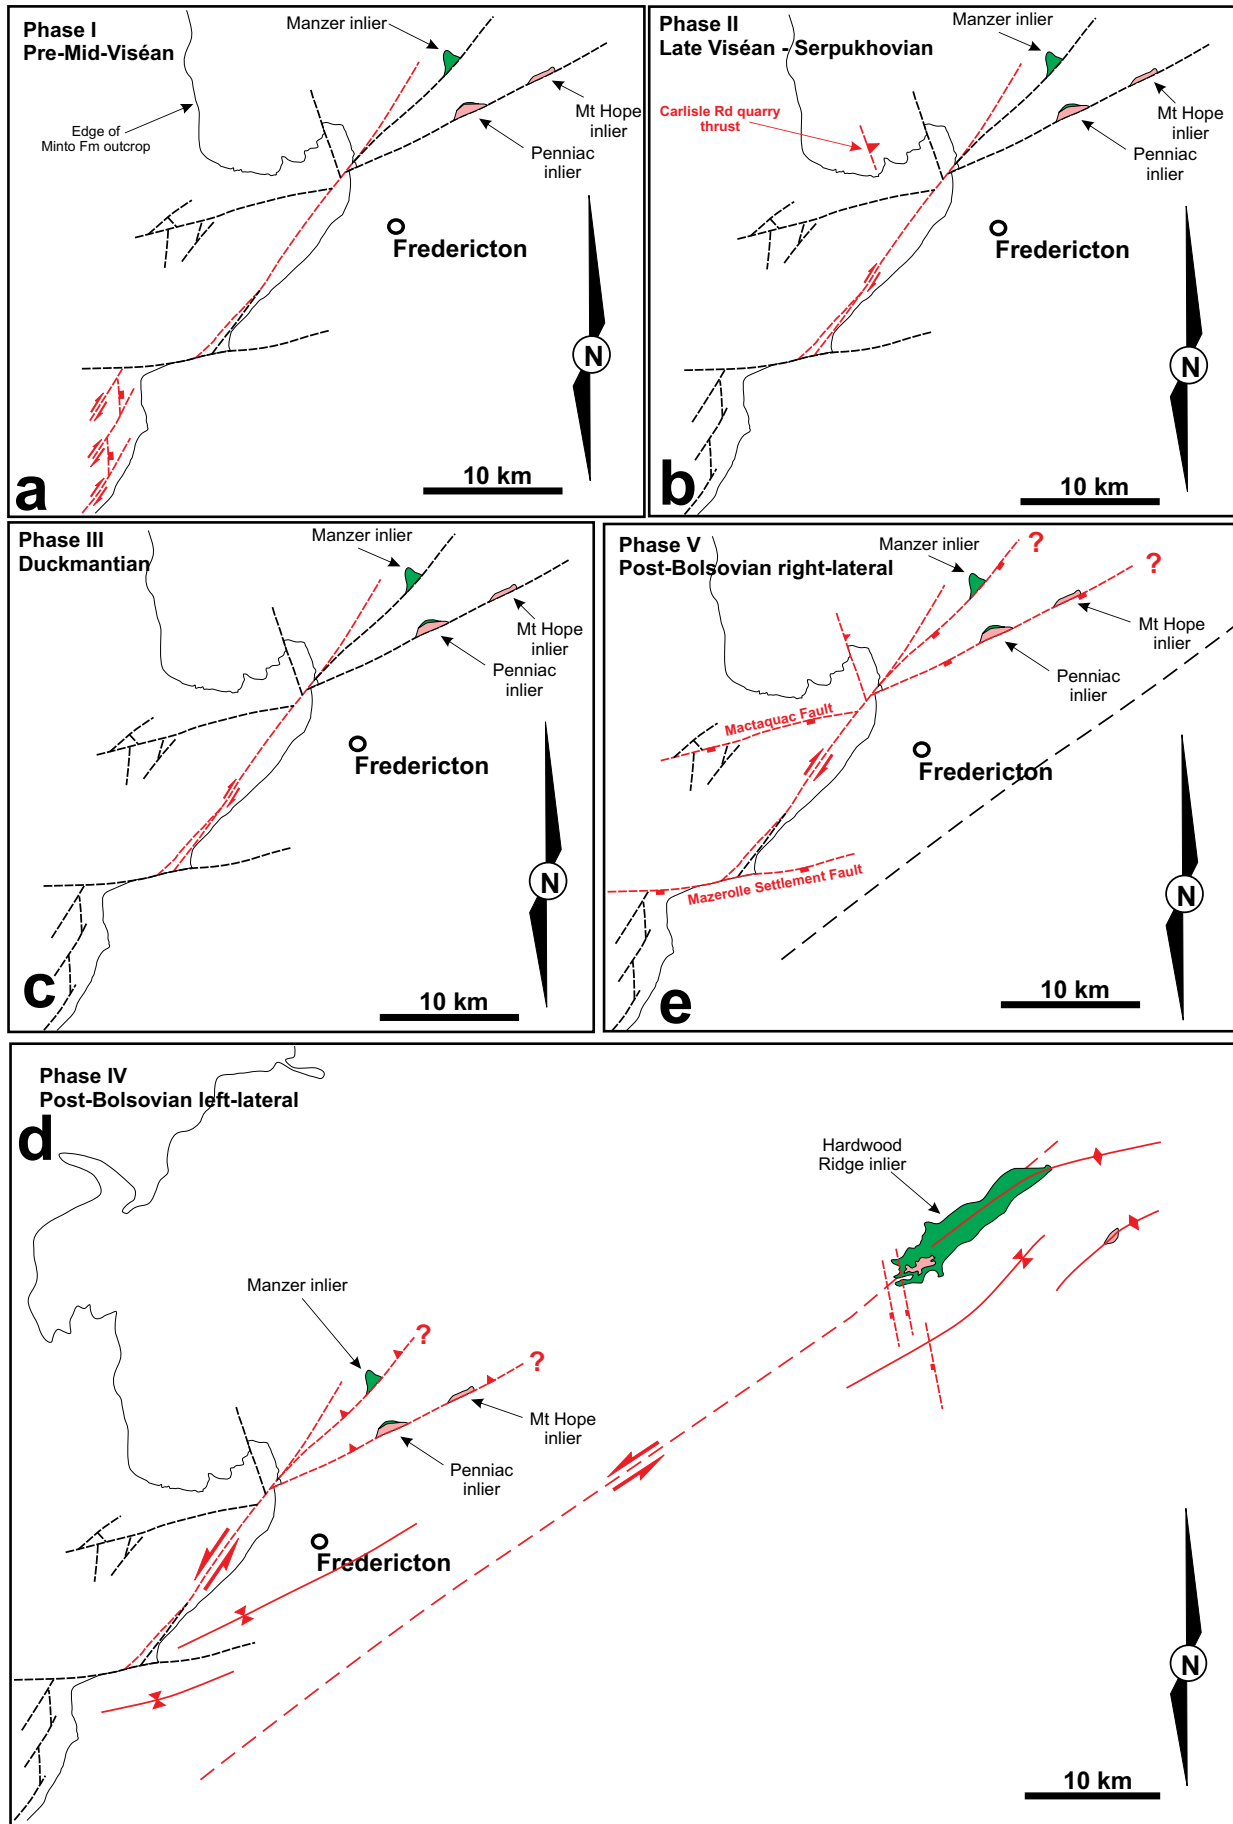 Phase I
Pre-Mid-Viséan
Manzer inlier
Edge of
Minto Fm outcrop
Mt Hope
inlier
Penniac
inlier
Fredericton
N
10 km
a
Phase II
Late Viséan - Serpukhovian
Manzer inlier
Carlisle Rd quarry
thrust
Mt Hope
inlier
Penniac
inlier
Fredericton
N
10 km
b
Phase III
Duckmantian
Manzer inlier
Mt Hope
inlier
Penniac
inlier
Fredericton
N
10 km
c
Phase V
Post-Bolsovian right-lateral
Manzer inlier
?
?
Mt Hope
inlier
Penniac
inlier
Mactaquac Fault
Fredericton
Mazerolle Settlement Fault
N
10 km
e
Phase IV
Post-Bolsovian left-lateral
d
Hardwood
Ridge inlier
Manzer inlier
?
?
Mt Hope
inlier
Penniac
inlier
Fredericton
N
10 km